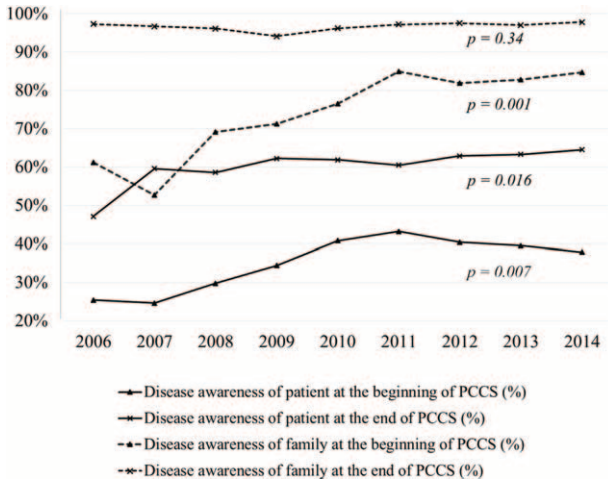 100%
p = 0.34
90%
80%
p = 0.001
70%
60%
p = 0.016
50%
40%
p = 0.007
30%
20%
2006 2007 2008 2009 2010 2011 2012 2013 2014
Disease awareness of patient at the beginning of PCCS (%)
Disease awareness of patient at the end of PCCS (%)
Disease awareness of family at the beginning of PCCS (%)
Disease awareness of family at the end of PCCS (%)